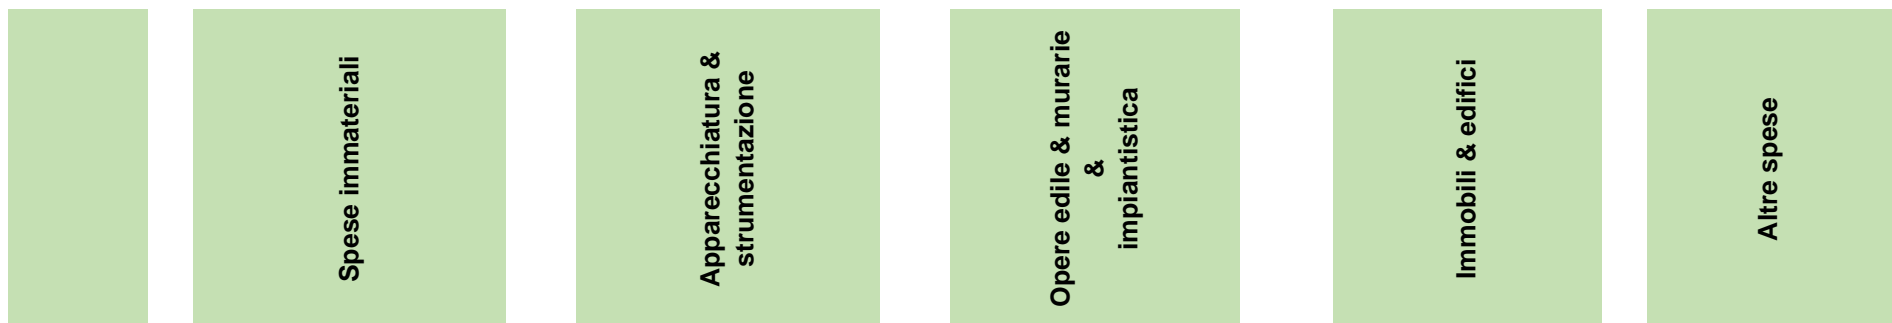 Spese immateriali
Apparecchiatura &
strumentazione
Opere edile & murarie
&
impiantistica
Immobili & edifici
Altre spese